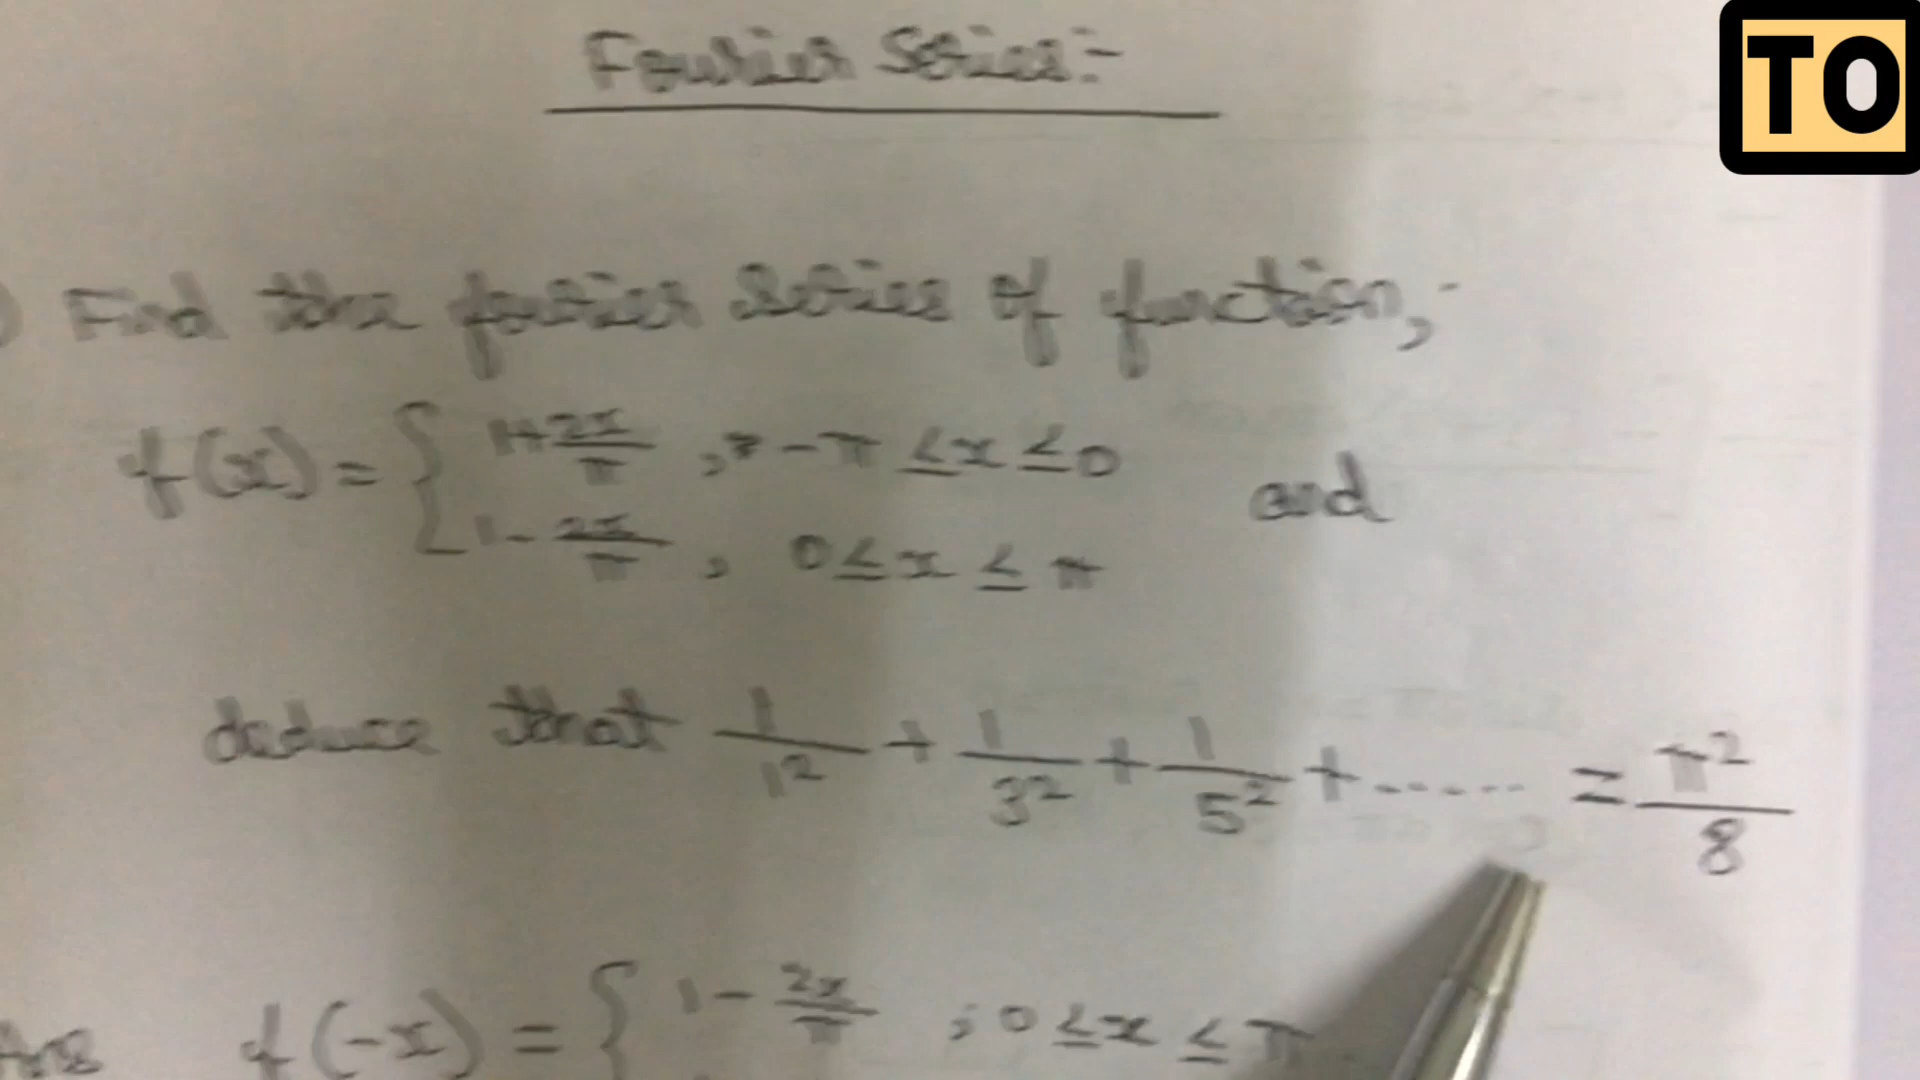 TO
Fourier Series:-
Find the fourier series of function,-
f(x) = { 1+2x/π , -π ≤ x ≤ 0
1-2x/π , 0 ≤ x ≤ π and
deduce that 1/1² + 1/3² + 1/5² + ...... = π²/8
Ans f(-x) = { 1 - 2x/π ; 0 ≤ x ≤ π